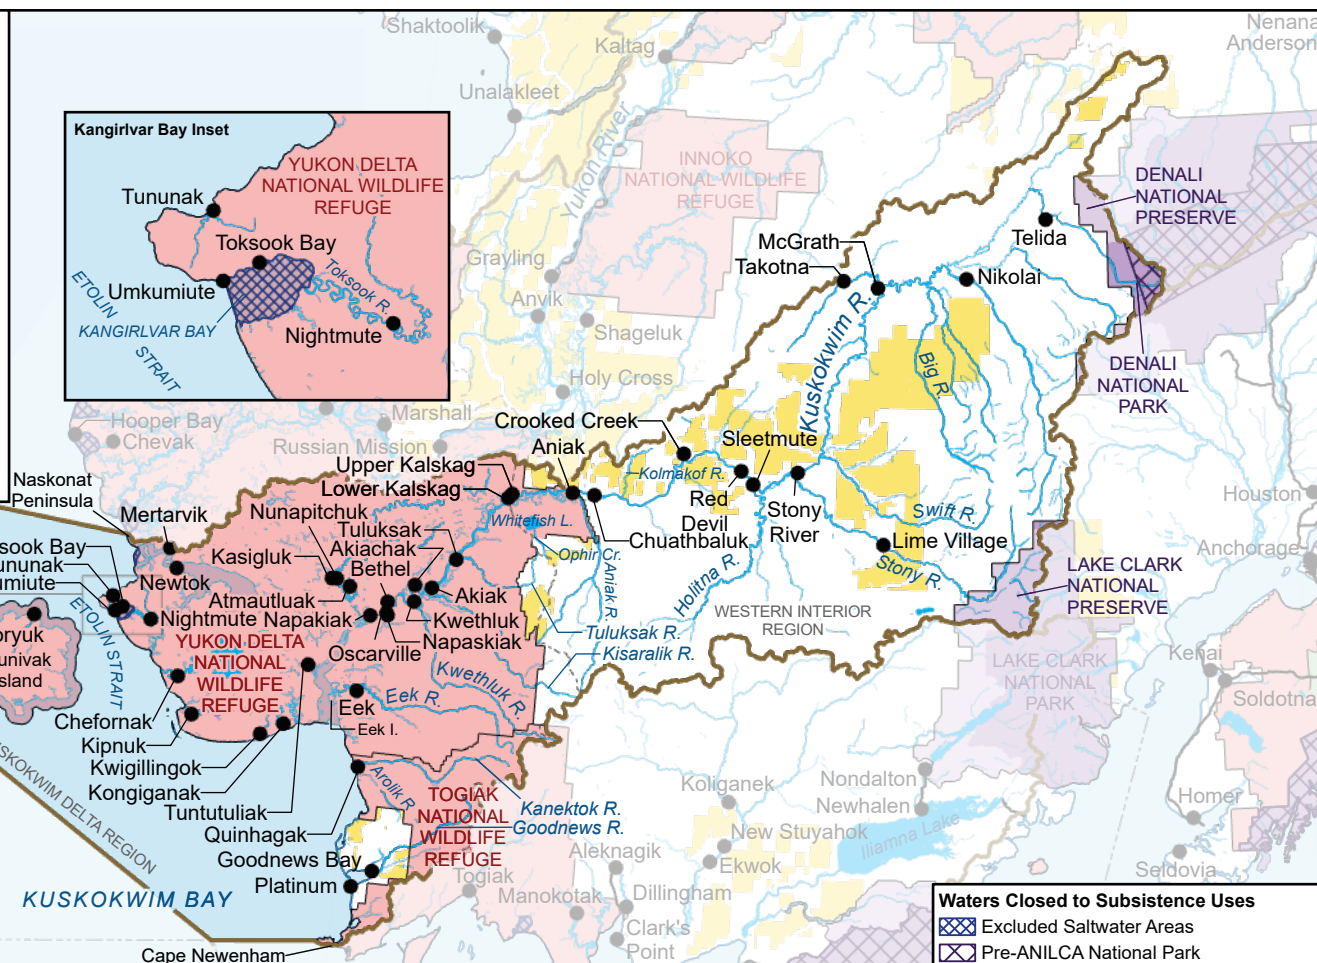 Shaktoolik
Kaltag
Nenana
Anderson
Unalakleet
Yukon River
Kangirlvar Bay Inset
YUKON DELTA
NATIONAL WILDLIFE
REFUGE
Tununak
Toksook Bay
Umkumiute
Toksook R.
ETOLIN
STRAIT
KANGIRLVAR BAY
Nightmute
INNOKO
NATIONAL WILDLIFE
REFUGE
DENALI
NATIONAL
PRESERVE
Telida
McGrath
Takotna
Nikolai
Grayling
Anvik
Shageluk
Holy Cross
Kuskokwim R.
Big R.
DENALI
NATIONAL
PARK
Hooper Bay
Chevak
Marshall
Russian Mission
Crooked Creek
Aniak
Sleetmute
Kolmakof R.
Upper Kalskag
Lower Kalskag
Red
Devil
Stony
River
Swift R.
Houston
Naskonat
Peninsula
Mertarvik
Nunapitchuk
Tuluksak
Whitefish L.
Chuathbaluk
Lime Village
Anchorage
Kasigluk
Akiachak
Bethel
Ophir Cr.
Aniak R.
Holitna R.
Stony R.
LAKE CLARK
NATIONAL
PRESERVE
sook Bay
ununak
umiute
Newtok
Atmautluak
Akiak
Nightmute
Napakiak
Kwethluk
WESTERN INTERIOR
REGION
oryuk
univak
sland
ETOLIN STRAIT
YUKON DELTA
NATIONAL
WILDLIFE
REFUGE
Oscarville
Napaskiak
Tuluksak R.
Kisaralik R.
Kwethluk R.
LAKE CLARK
NATIONAL
PARK
Kenai
Soldotna
Eek R.
Eek
Eek I.
Chefornak
Kipnuk
Kwigillingok
Kongiganak
Tuntutuliak
Quinhagak
SKOKWIM DELTA REGION
Arolik R.
TOGIAK
NATIONAL
WILDLIFE
REFUGE
Kanektok R.
Goodnews R.
Koliganek
Nondalton
Newhalen
Homer
New Stuyahok
Iliamna Lake
Goodnews Bay
Platinum
Aleknagik
Ekwok
Seldovia
KUSKOKWIM BAY
Togiak
Manokotak
Dillingham
Clark's
Point
Cape Newenham
Waters Closed to Subsistence Uses
Excluded Saltwater Areas
Pre-ANILCA National Park